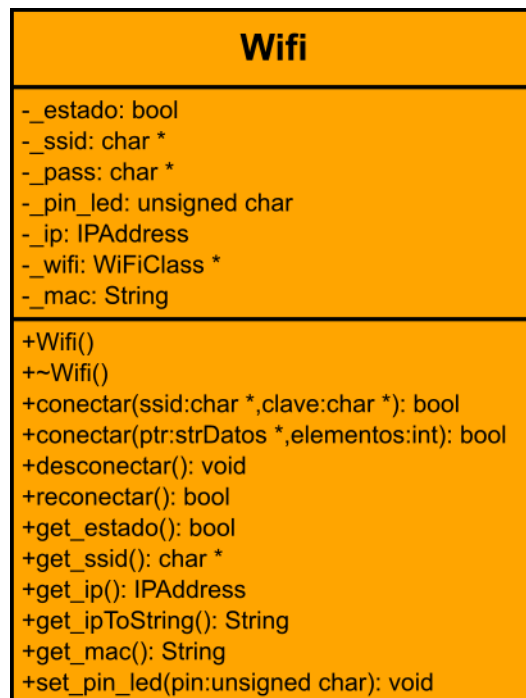 Wifi
-_estado: bool
-_ssid: char *
-_pass: char *
-_pin_led: unsigned char
-_ip: IPAddress
-_wifi: WiFiClass *
-_mac: String
+Wifi()
+~Wifi()
+conectar(ssid:char *,clave:char *): bool
+conectar(ptr:strDatos *,elementos:int): bool
+desconectar(): void
+reconectar(): bool
+get_estado(): bool
+get_ssid(): char *
+get_ip(): IPAddress
+get_ipToString(): String
+get_mac(): String
+set_pin_led(pin:unsigned char): void